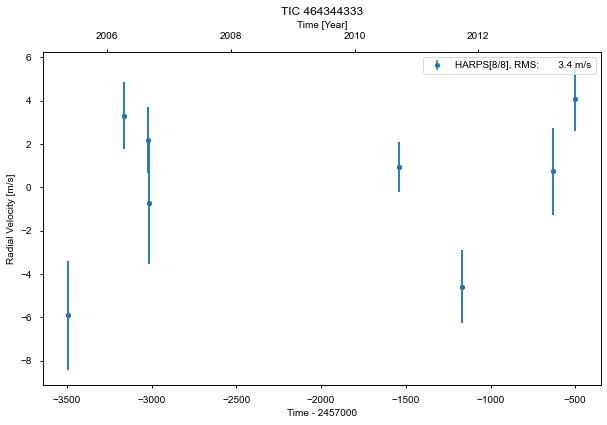 TIC 464344333
Time [Year]
2006 2008 2010 2012
HARPS[8/8], RMS: 3.4 m/s
Radial Velocity [m/s]
6
4
2
0
−2
−4
−6
−8
−3500 −3000 −2500 −2000 −1500 −1000 −500
Time - 2457000